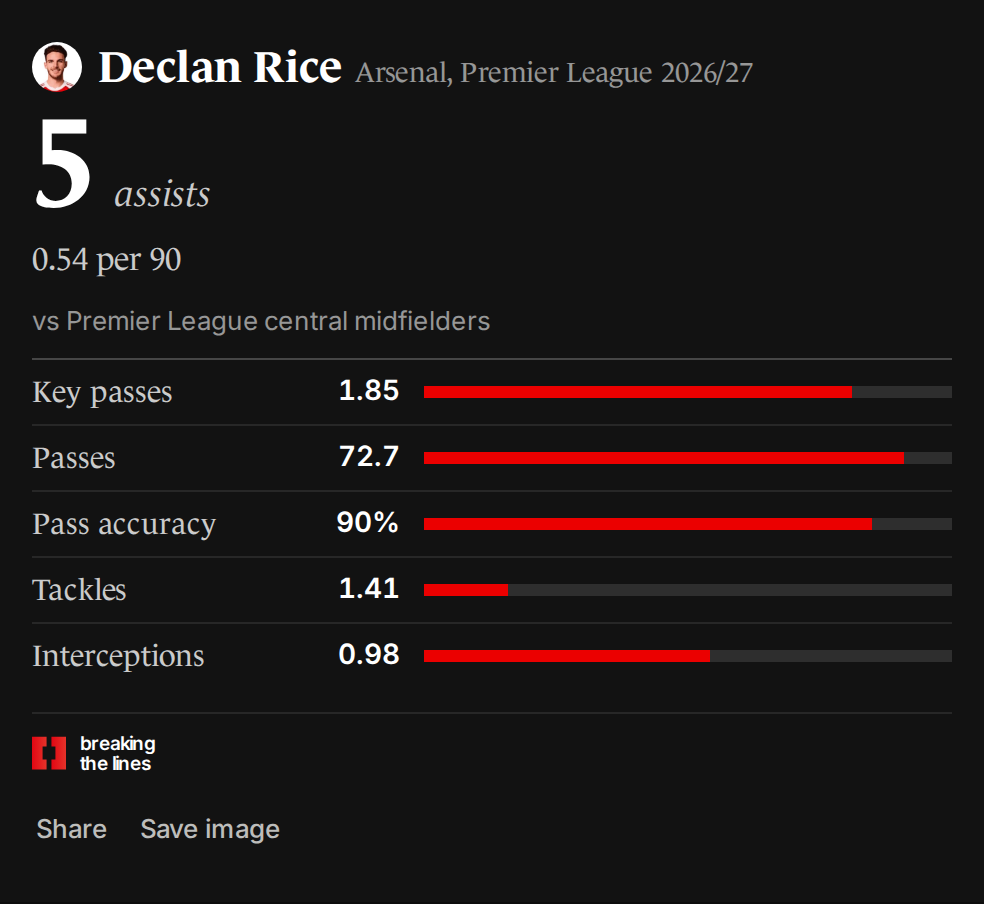 Declan Rice Arsenal, Premier League 2026/27
5 assists
0.54 per 90
vs Premier League central midfielders
Key passes 1.85
Passes 72.7
Pass accuracy 90%
Tackles 1.41
Interceptions 0.98
breaking
the lines
Share Save image